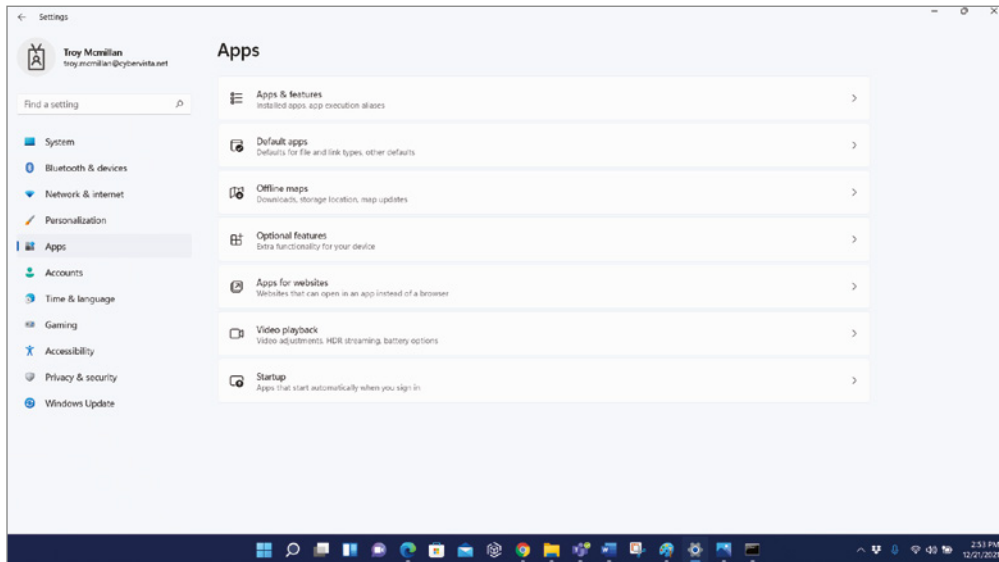 Settings
Troy Mcmillan
troy.mcmillan@cybervista.net
Find a setting
System
Bluetooth & devices
Network & internet
Personalization
Apps
Accounts
Time & language
Gaming
Accessibility
Privacy & security
Windows Update
Apps
Apps & features
Installed apps, app execution aliases
Default apps
Defaults for file and link types, other defaults
Offline maps
Downloads, storage location, map updates
Optional features
Extra functionality for your device
Apps for websites
Websites that can open in an app instead of a browser
Video playback
Video adjustments, HDR streaming, battery options
Startup
Apps that start automatically when you sign in
2:53 PM
12/21/2021